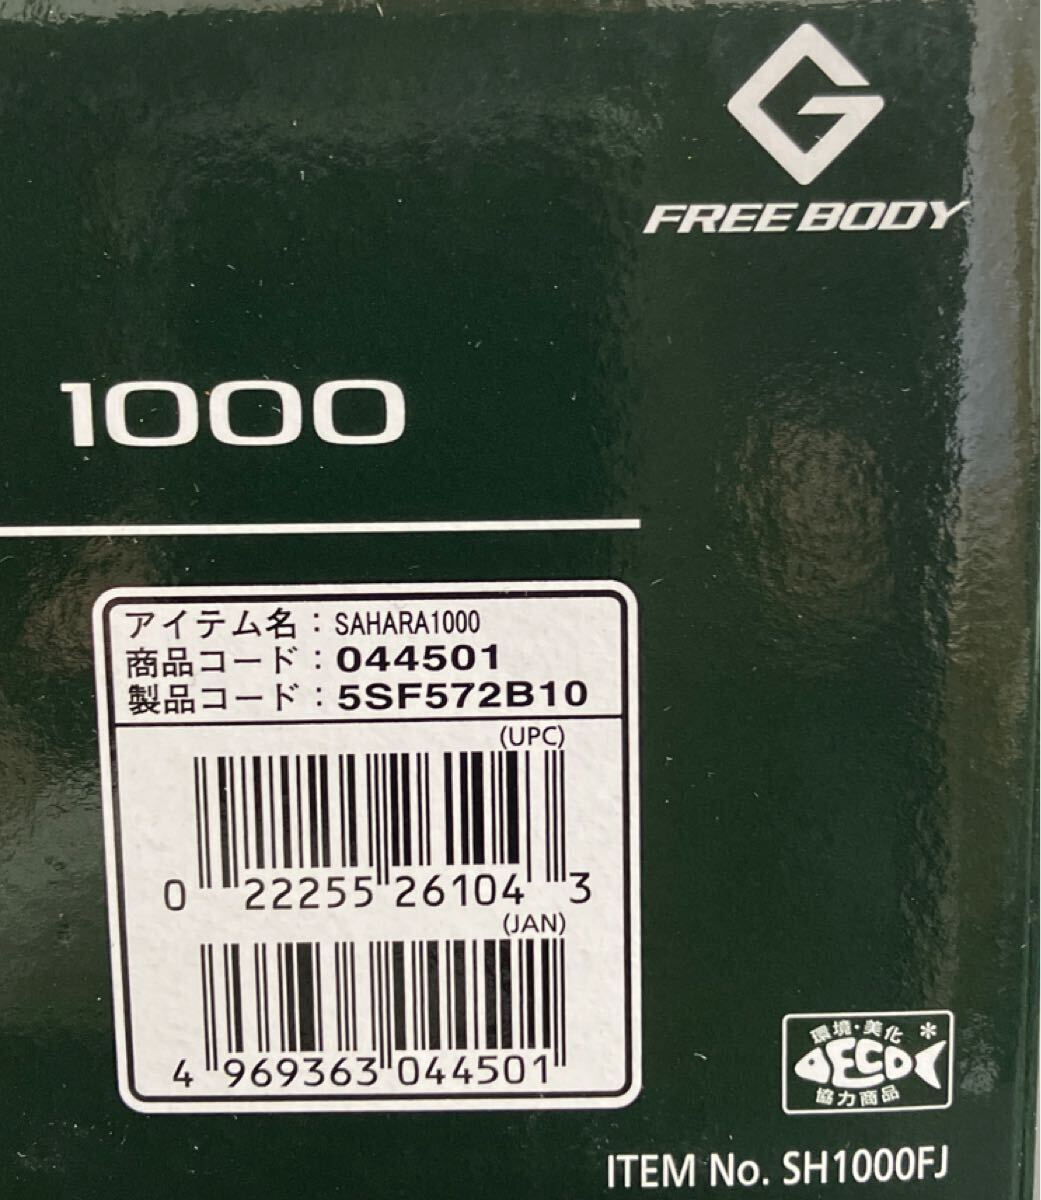 FREE BODY
1000
アイテム名：SAHARA1000
商品コード：044501
製品コード：5SF572B10
(UPC)
0 22255 26104 3
(JAN)
4 969363 044501
環境・美化 *
ECO
協力商品
ITEM No. SH1000FJ